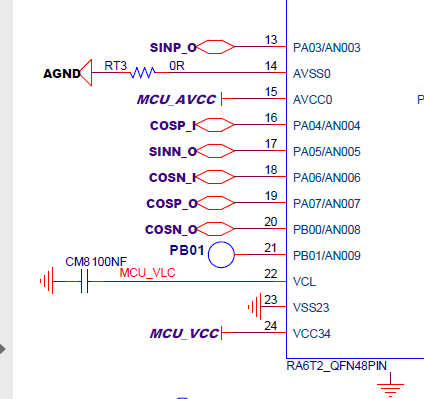 SINP_O 13 PA03/AN003
AGND RT3 0R 14 AVSS0
MCU_AVCC 15 AVCC0 P
COSP_I 16 PA04/AN004
SINN_O 17 PA05/AN005
COSN_I 18 PA06/AN006
COSP_O 19 PA07/AN007
COSN_O 20 PB00/AN008
PB01 21 PB01/AN009
CM8 100NF MCU_VLC 22 VCL
23 VSS23
MCU_VCC 24 VCC34
RA6T2_QFN48PIN